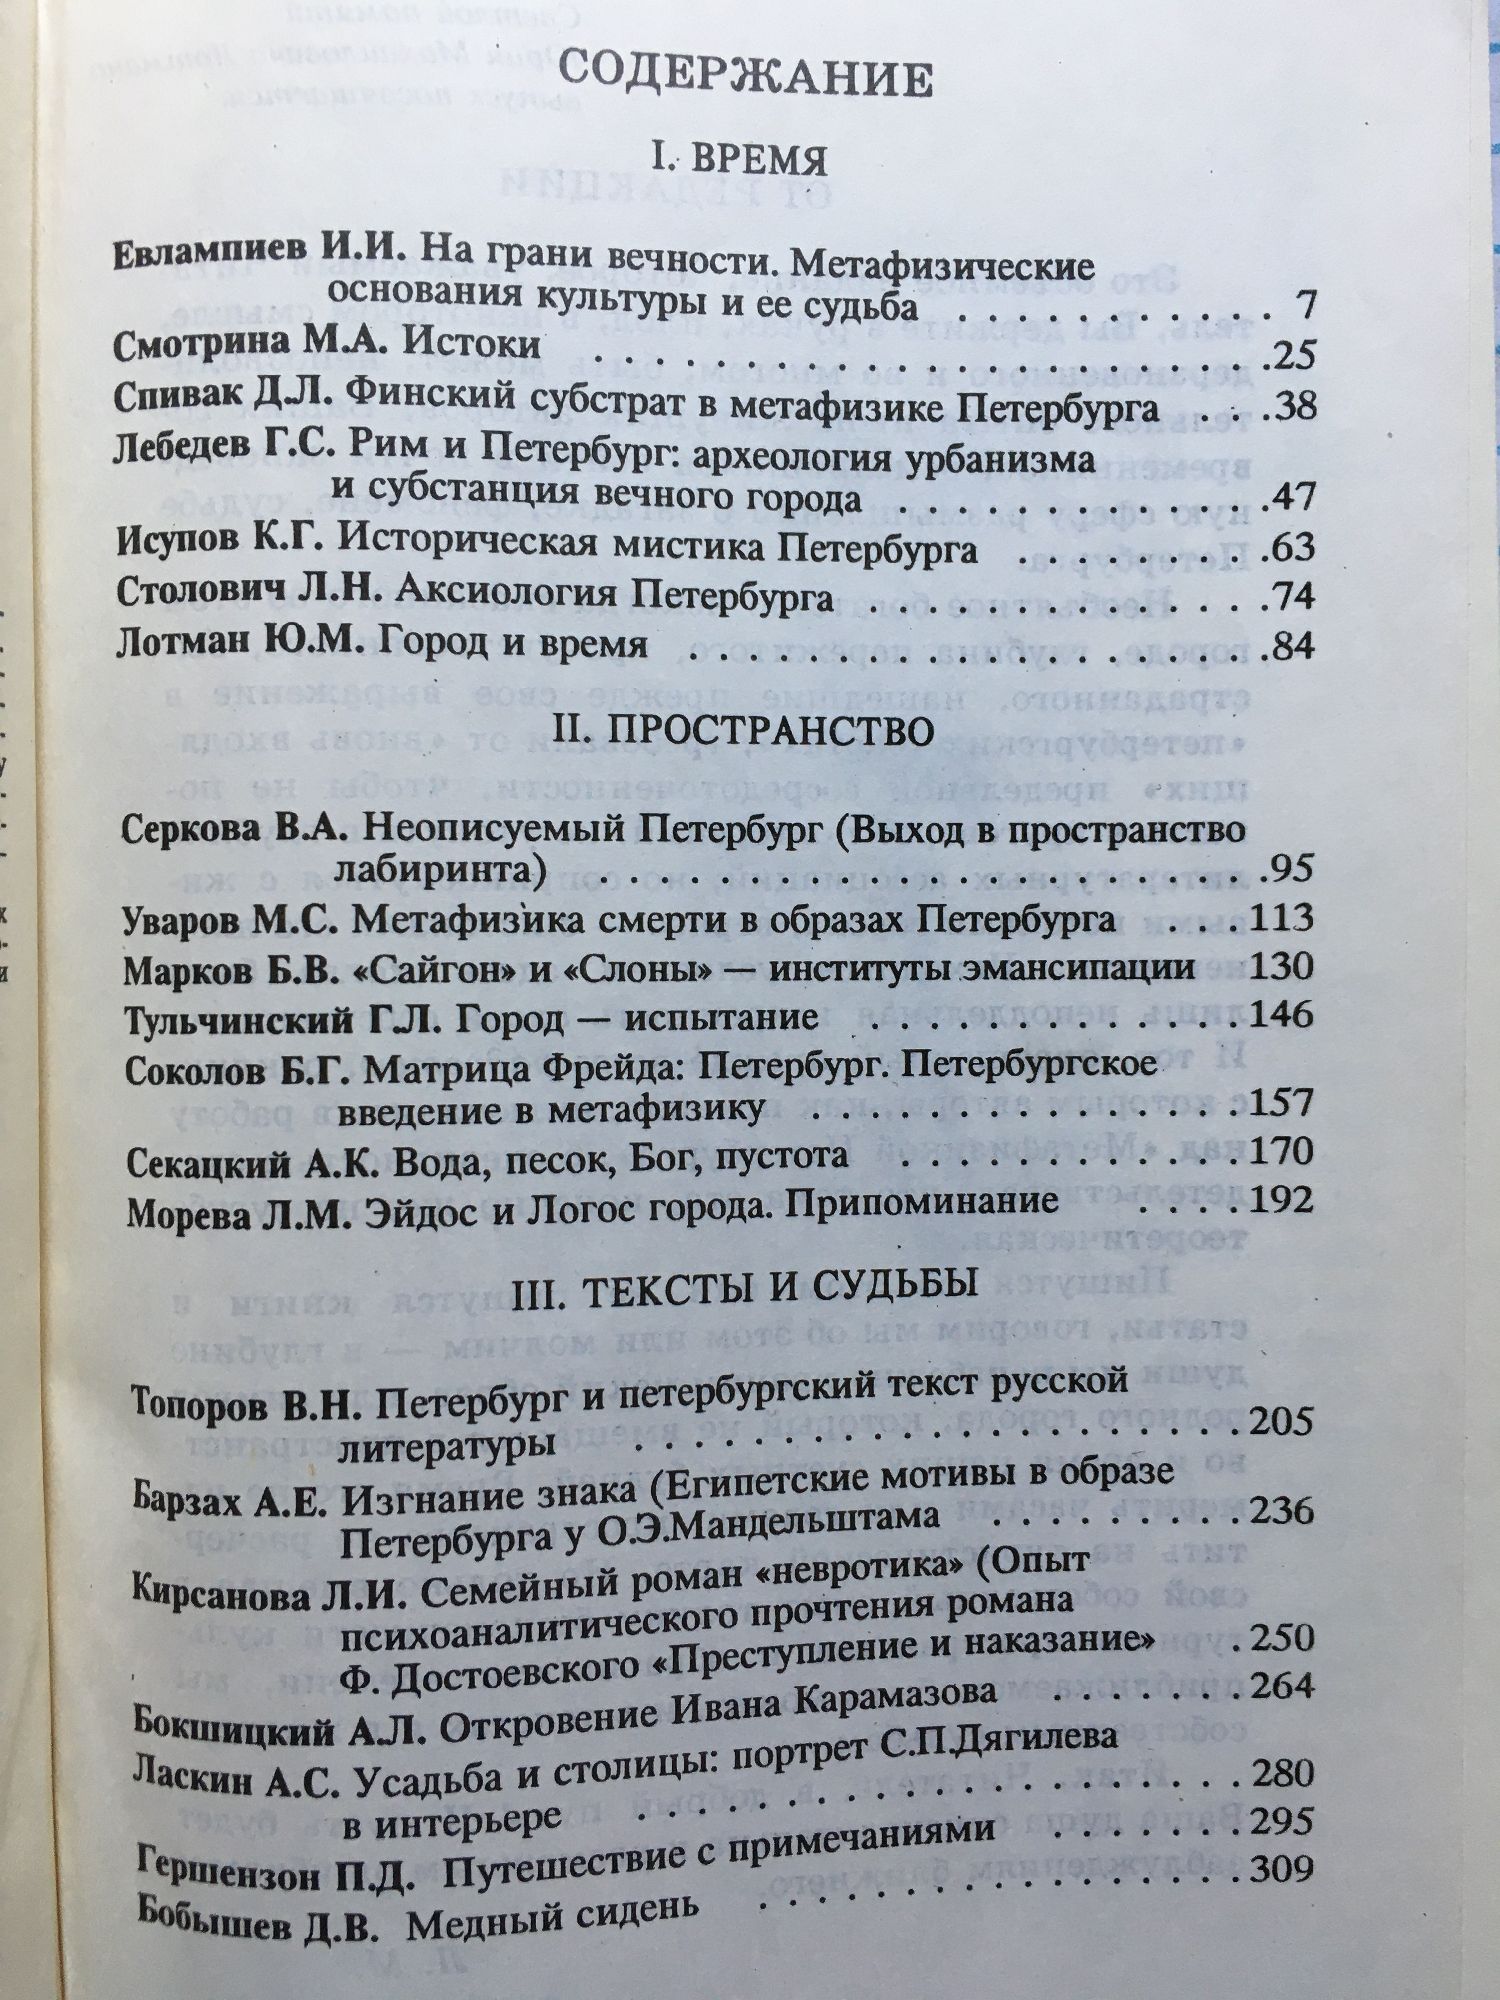 СОДЕРЖАНИЕ
I. ВРЕМЯ
Евлампиев И.И. На грани вечности. Метафизические
основания культуры и ее судьба . . . . . . . . . . . . 7
Смотрина М.А. Истоки . . . . . . . . . . . . . . . . . . .25
Спивак Д.Л. Финский субстрат в метафизике Петербурга . . .38
Лебедев Г.С. Рим и Петербург: археология урбанизма
и субстанция вечного города . . . . . . . . . . . . . .47
Исупов К.Г. Историческая мистика Петербурга . . . . . . . . .63
Столович Л.Н. Аксиология Петербурга . . . . . . . . . . . . . .74
Лотман Ю.М. Город и время . . . . . . . . . . . . . . . . . . .84
II. ПРОСТРАНСТВО
Серкова В.А. Неописуемый Петербург (Выход в пространство
лабиринта) . . . . . . . . . . . . . . . . . . .95
Уваров М.С. Метафизика смерти в образах Петербурга . . . 113
Марков Б.В. «Сайгон» и «Слоны» — институты эмансипации 130
Тульчинский Г.Л. Город — испытание . . . . . . . . . . . . . 146
Соколов Б.Г. Матрица Фрейда: Петербург. Петербургское
введение в метафизику . . . . . . . . . . . . . . . 157
Секацкий А.К. Вода, песок, Бог, пустота . . . . . . . . . . . . 170
Морева Л.М. Эйдос и Логос города. Припоминание . . . . 192
III. ТЕКСТЫ И СУДЬБЫ
Топоров В.Н. Петербург и петербургский текст русской
литературы . . . . . . . . . . . . . . . . . . . . 205
Барзах А.Е. Изгнание знака (Египетские мотивы в образе
Петербурга у О.Э.Мандельштама . . . . . . . . . 236
Кирсанова Л.И. Семейный роман «невротика» (Опыт
психоаналитического прочтения романа
Ф. Достоевского «Преступление и наказание» . 250
Бокшицкий А.Л. Откровение Ивана Карамазова . . . . . . . 264
Ласкин А.С. Усадьба и столицы: портрет С.П.Дягилева
в интерьере . . . . . . . . . . . . . . . . . . 280
Гершензон П.Д. Путешествие с примечаниями . . . . . . . 295
Бобышев Д.В. Медный сидень . . . . . . . . . . . . . . . . . 309